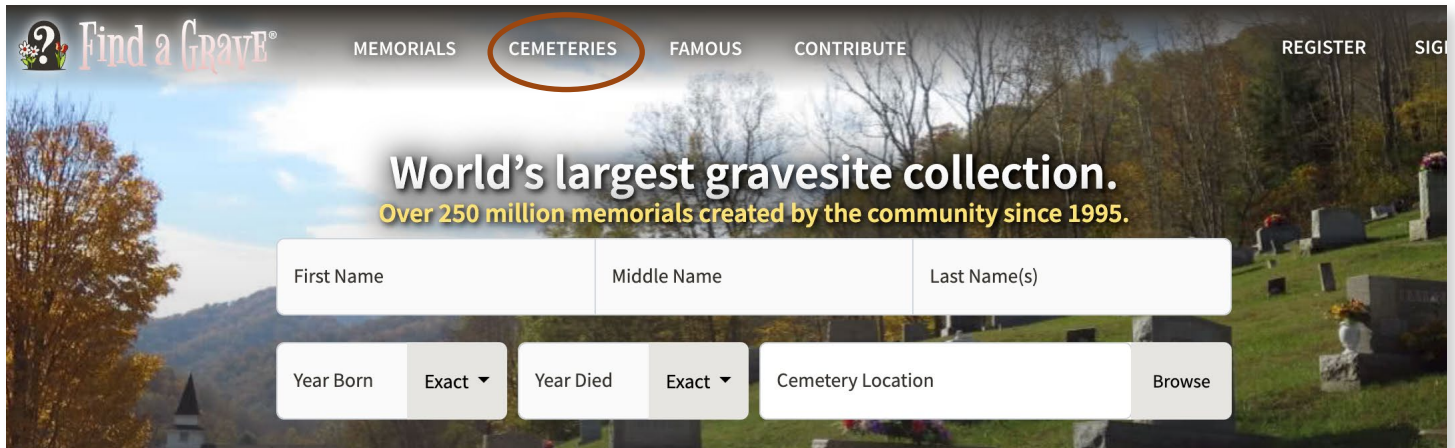 Find a GRAVE®
MEMORIALS CEMETERIES FAMOUS CONTRIBUTE REGISTER
World's largest gravesite collection.
Over 250 million memorials created by the community since 1995.
First Name Middle Name Last Name(s)
Year Born Exact Year Died Exact Cemetery Location Browse